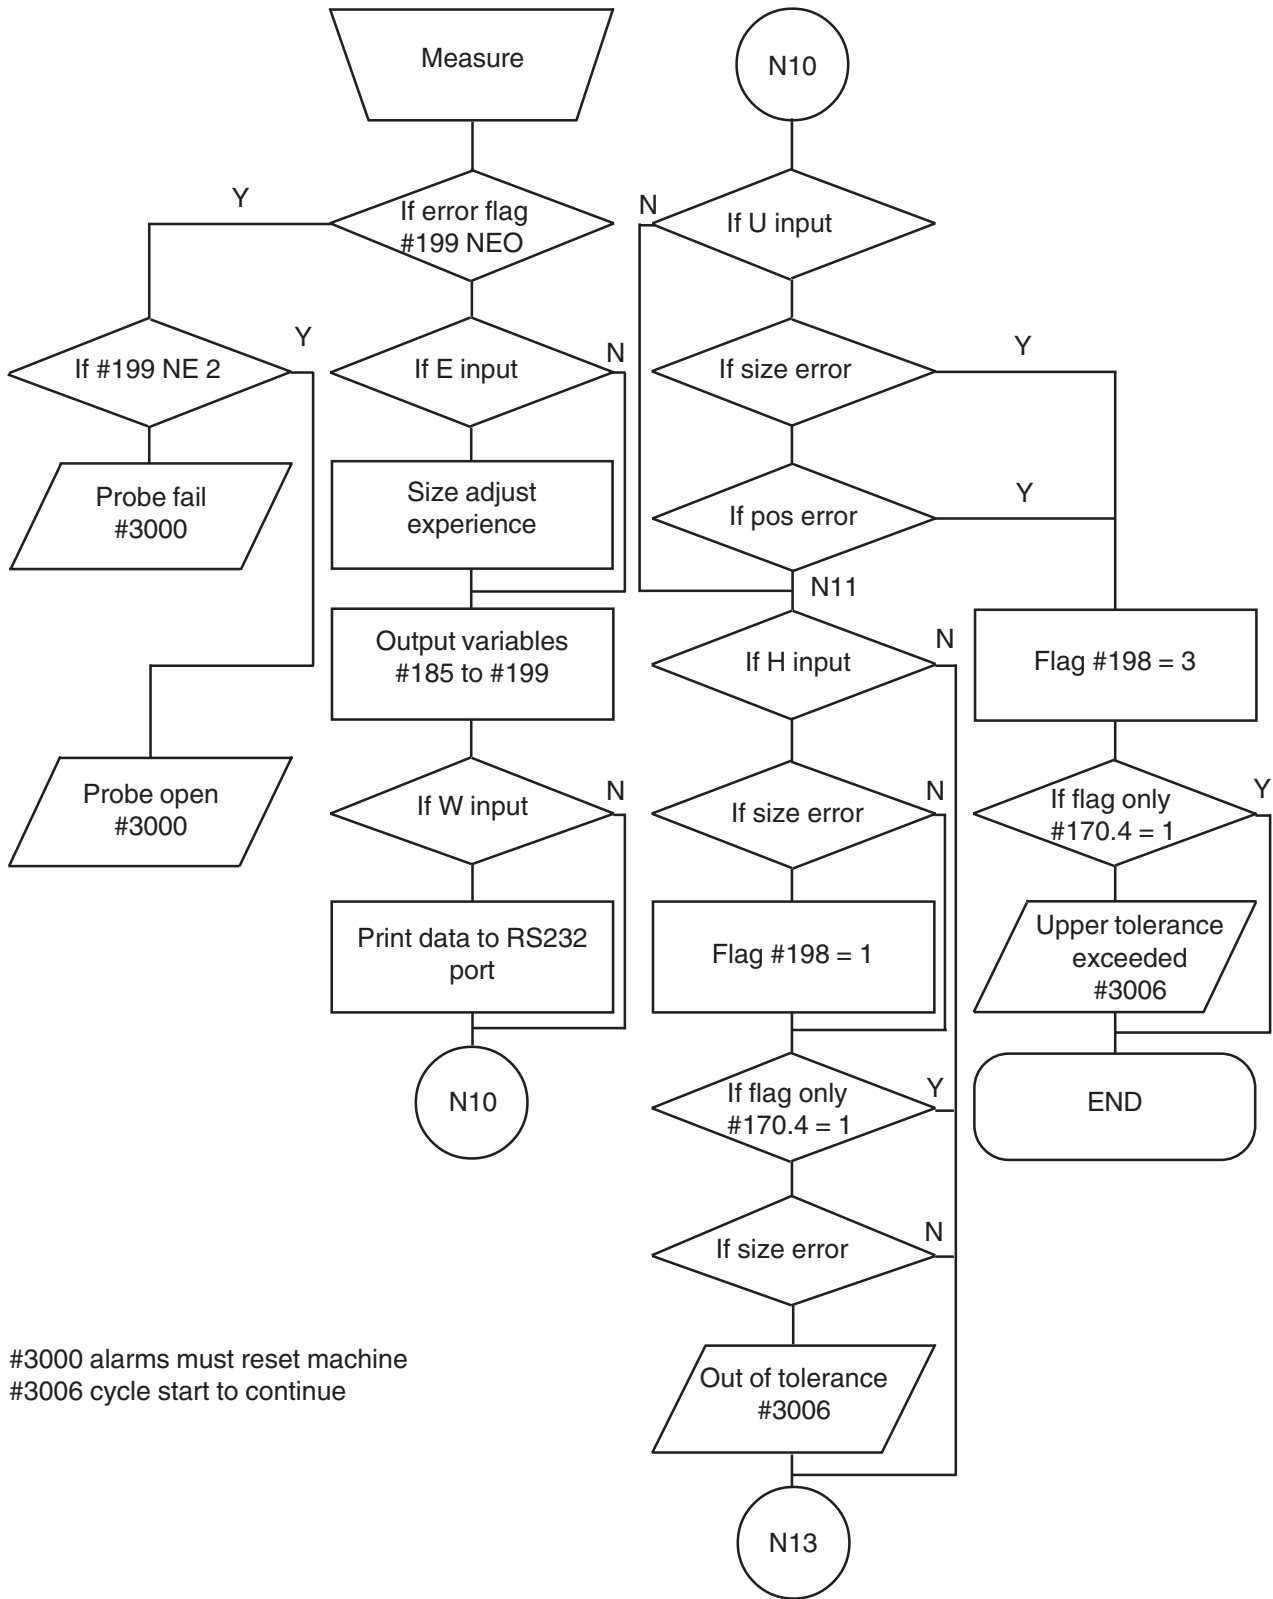 Measure
Y
If error flag
#199 NEO
If #199 NE 2
Y
Probe fail
#3000
Probe open
#3000
If E input
N
Size adjust
experience
Output variables
#185 to #199
If W input
N
Print data to RS232
port
N10
N10
N
If U input
If size error
Y
If pos error
Y
N11
If H input
N
If size error
N
Flag #198 = 1
If flag only
#170.4 = 1
Y
If size error
N
Out of tolerance
#3006
N13
Flag #198 = 3
If flag only
#170.4 = 1
Y
Upper tolerance
exceeded
#3006
END
#3000 alarms must reset machine
#3006 cycle start to continue